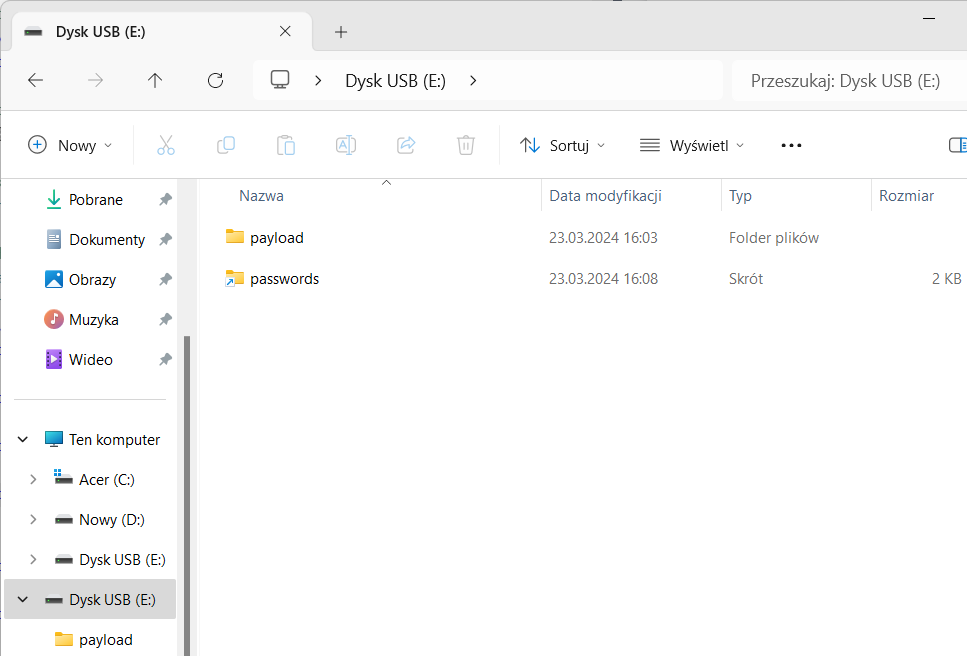 Dysk USB (E:)
Dysk USB (E:)
Przeszukaj: Dysk USB (E:)
Nowy
Sortuj
Wyświetl
Pobrane
Dokumenty
Obrazy
Muzyka
Wideo
Ten komputer
Acer (C:)
Nowy (D:)
Dysk USB (E:)
Dysk USB (E:)
payload
Nazwa Data modyfikacji Typ Rozmiar
payload 23.03.2024 16:03 Folder plików
passwords 23.03.2024 16:08 Skrót 2 KB